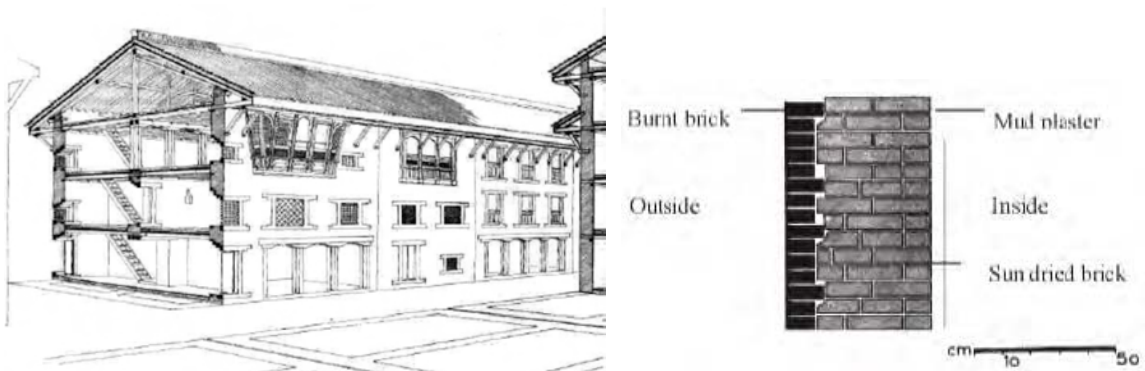 Burnt brick
Mud plaster
Outside
Inside
Sun dried brick
cm
10
50